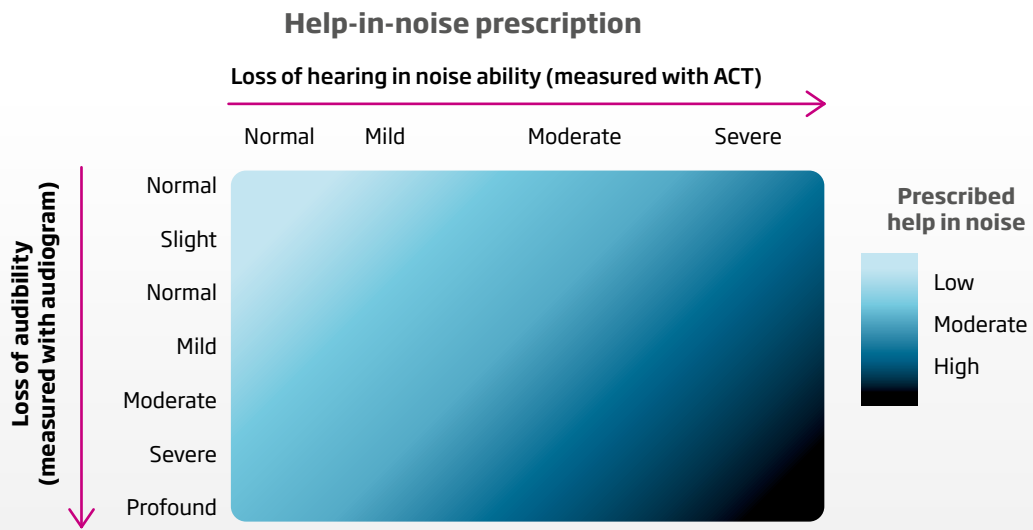 Help-in-noise prescription
Loss of hearing in noise ability (measured with ACT)
Normal Mild Moderate Severe
Loss of audibility
(measured with audiogram)
Normal
Slight
Normal
Mild
Moderate
Severe
Profound
Prescribed
help in noise
Low
Moderate
High